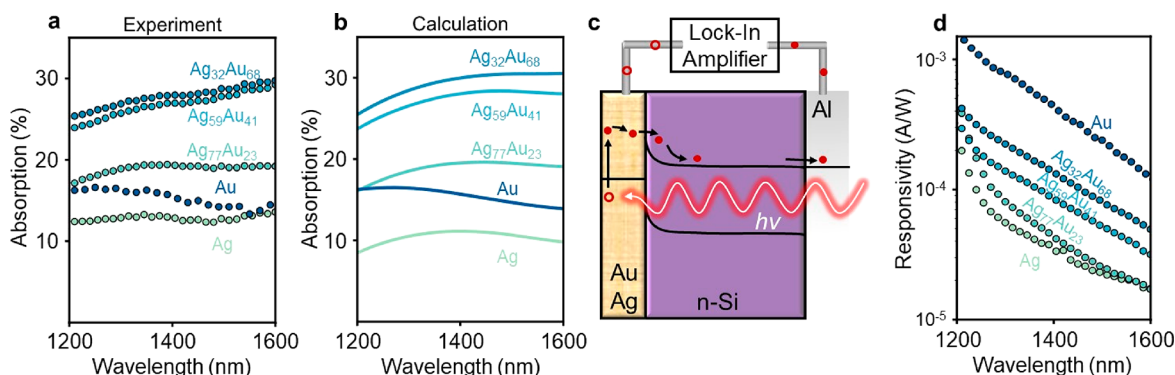 a
Experiment
Absorption (%)
30
20
10
Ag32Au68
Ag59Au41
Ag77Au23
Au
Ag
1200
1400
1600
Wavelength (nm)
b
Calculation
Absorption (%)
30
20
10
Ag32Au68
Ag59Au41
Ag77Au23
Au
Ag
1200
1400
1600
Wavelength (nm)
c
Lock-In
Amplifier
Al
hv
Au
Ag
n-Si
d
Responsivity (A/W)
10-3
10-4
10-5
Au
Ag32Au68
Ag59Au41
Ag77Au23
Ag
1200
1400
1600
Wavelength (nm)